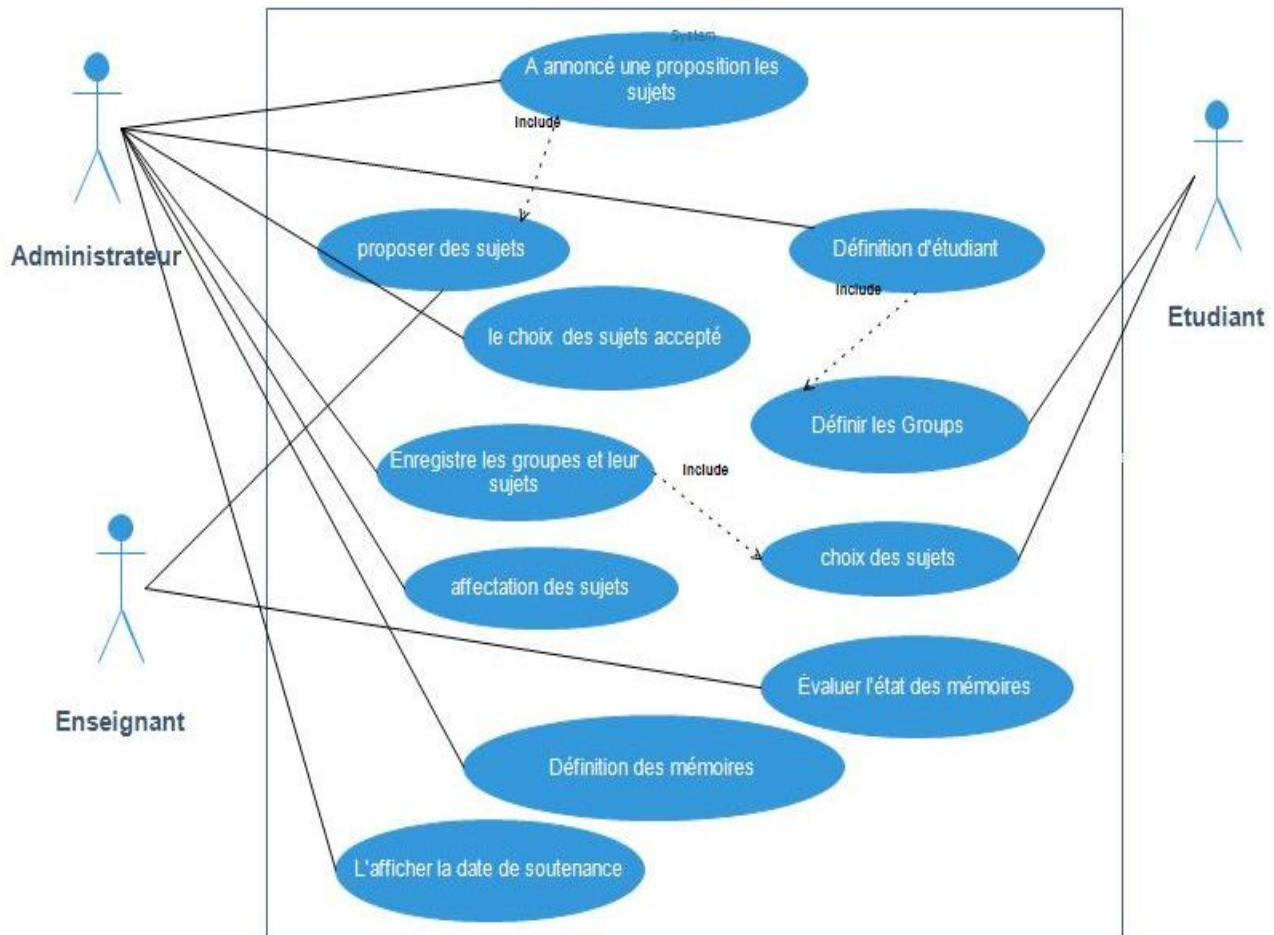 System
A annoncé une proposition les
sujets
Include
Administrateur
proposer des sujets
Définition d'étudiant
Include
Etudiant
le choix des sujets accepté
Définir les Groups
Enregistre les groupes et leur
sujets
Include
choix des sujets
affectation des sujets
Enseignant
Évaluer l'état des mémoires
Définition des mémoires
L'afficher la date de soutenance